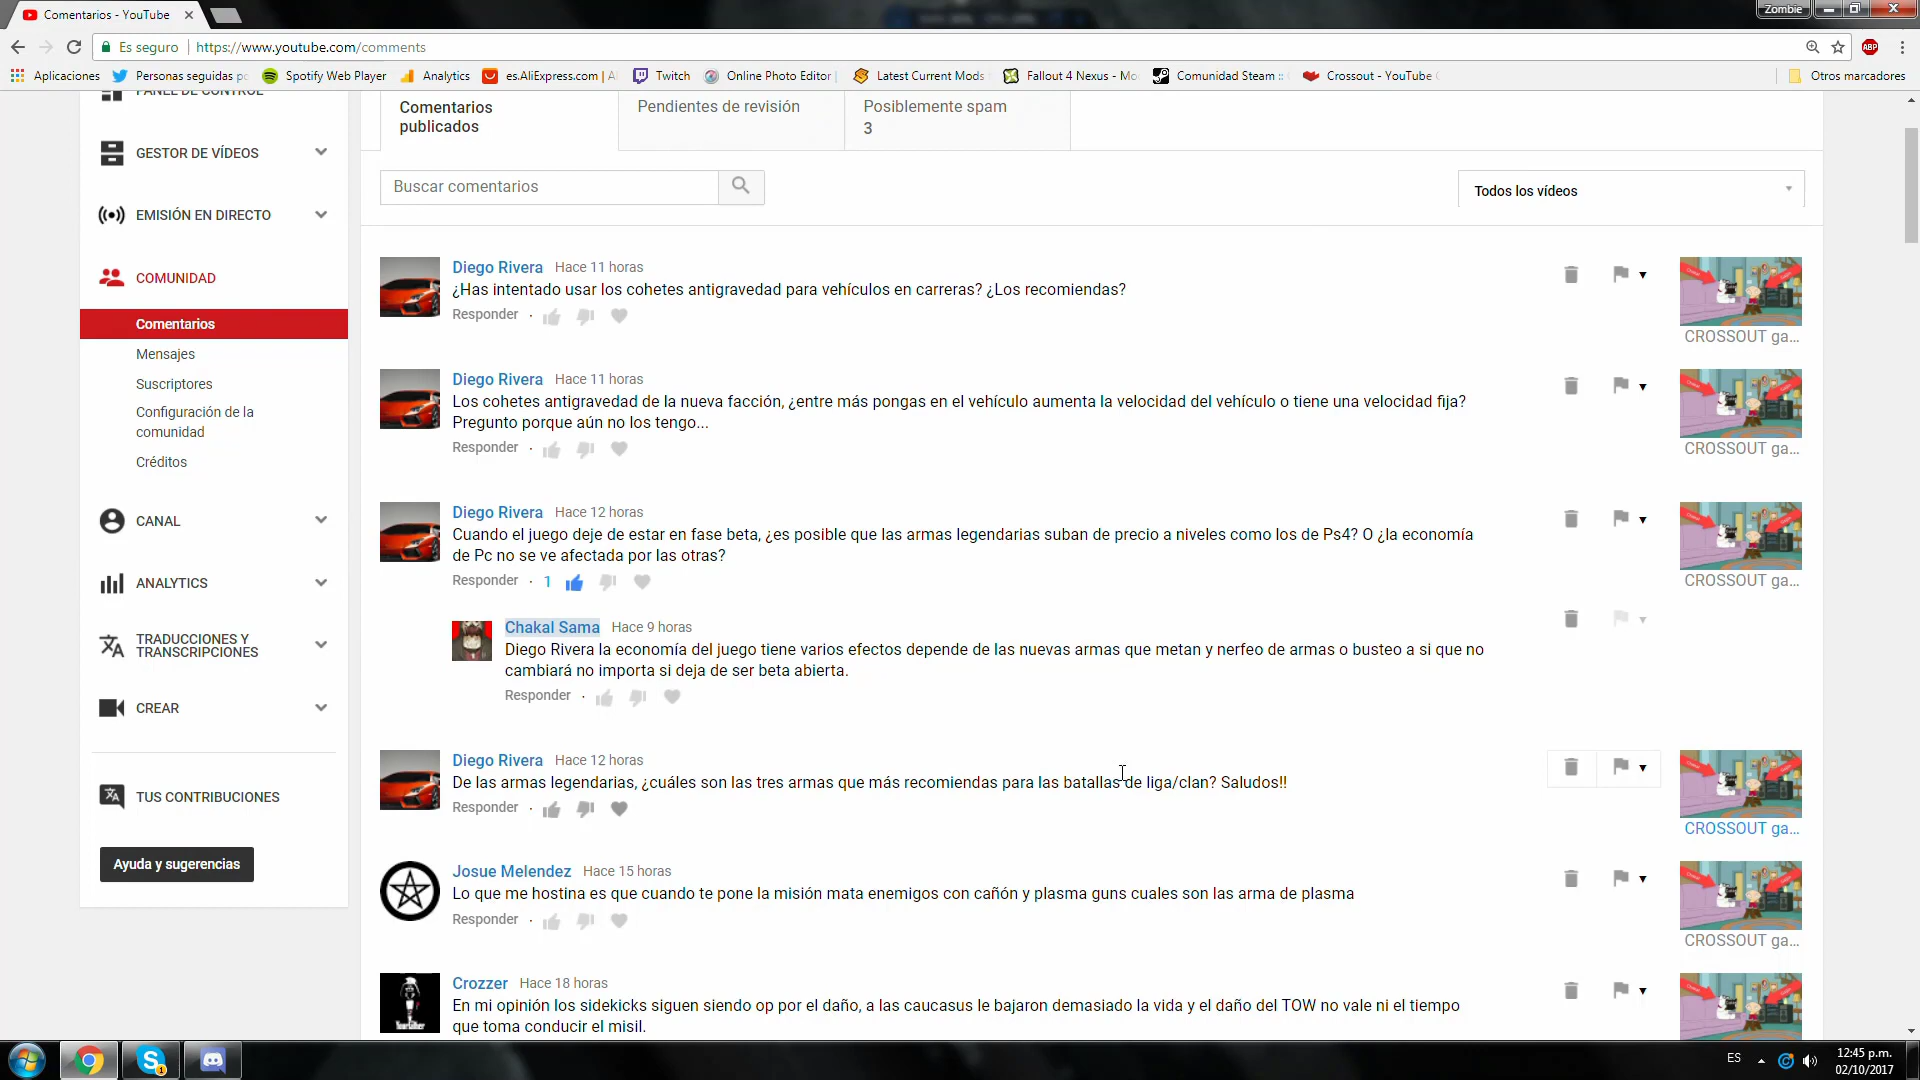 Comentarios - YouTube
Zombie
Es seguro
https://www.youtube.com/comments
ABP
Aplicaciones
Personas seguidas po
Spotify Web Player
Analytics
es.AliExpress.com | Al
Twitch
Online Photo Editor |
Latest Current Mods
Fallout 4 Nexus - Mo
Comunidad Steam ::
Crossout - YouTube
Otros marcadores
PANEL DE CONTROL
GESTOR DE VÍDEOS
EMISIÓN EN DIRECTO
COMUNIDAD
Comentarios
Mensajes
Suscriptores
Configuración de la
comunidad
Créditos
CANAL
ANALYTICS
TRADUCCIONES Y
TRANSCRIPCIONES
CREAR
TUS CONTRIBUCIONES
Ayuda y sugerencias
Comentarios
publicados
Pendientes de revisión
Posiblemente spam
3
Buscar comentarios
Todos los vídeos
Diego Rivera Hace 11 horas
¿Has intentado usar los cohetes antigravedad para vehículos en carreras? ¿Los recomiendas?
Responder ·
CROSSOUT ga...
Diego Rivera Hace 11 horas
Los cohetes antigravedad de la nueva facción, ¿entre más pongas en el vehículo aumenta la velocidad del vehículo o tiene una velocidad fija?
Pregunto porque aún no los tengo...
Responder ·
CROSSOUT ga...
Diego Rivera Hace 12 horas
Cuando el juego deje de estar en fase beta, ¿es posible que las armas legendarias suban de precio a niveles como los de Ps4? O ¿la economía
de Pc no se ve afectada por las otras?
Responder · 1
CROSSOUT ga...
Chakal Sama Hace 9 horas
Diego Rivera la economía del juego tiene varios efectos depende de las nuevas armas que metan y nerfeo de armas o busteo a si que no
cambiará no importa si deja de ser beta abierta.
Responder ·
Diego Rivera Hace 12 horas
De las armas legendarias, ¿cuáles son las tres armas que más recomiendas para las batallas de liga/clan? Saludos!!
Responder ·
CROSSOUT ga...
Josue Melendez Hace 15 horas
Lo que me hostina es que cuando te pone la misión mata enemigos con cañón y plasma guns cuales son las arma de plasma
Responder ·
CROSSOUT ga...
Crozzer Hace 18 horas
En mi opinión los sidekicks siguen siendo op por el daño, a las caucasus le bajaron demasiado la vida y el daño del TOW no vale ni el tiempo
que toma conducir el misil.
ES
12:45 p.m.
02/10/2017